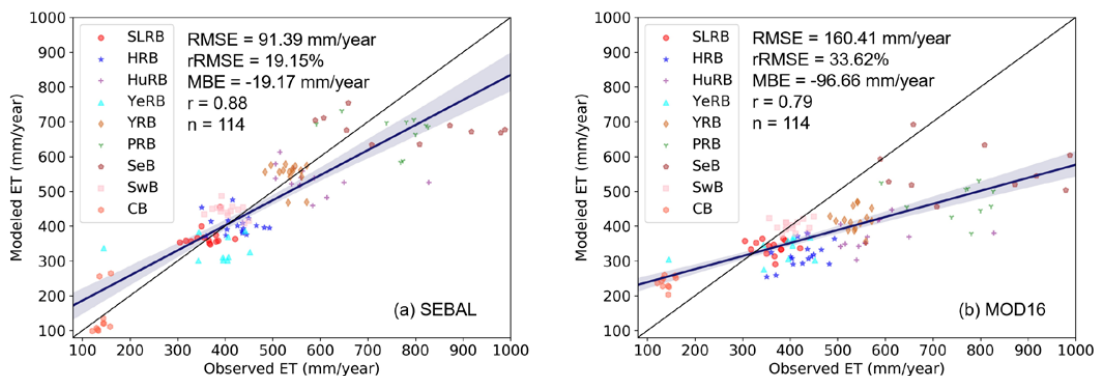 1000
900
800
700
600
500
400
300
200
100
Modeled ET (mm/year)
SLRB
HRB
HuRB
YeRB
YRB
PRB
SeB
SwB
CB
RMSE = 91.39 mm/year
rRMSE = 19.15%
MBE = -19.17 mm/year
r = 0.88
n = 114
(a) SEBAL
100 200 300 400 500 600 700 800 900 1000
Observed ET (mm/year)
1000
900
800
700
600
500
400
300
200
100
Modeled ET (mm/year)
SLRB
HRB
HuRB
YeRB
YRB
PRB
SeB
SwB
CB
RMSE = 160.41 mm/year
rRMSE = 33.62%
MBE = -96.66 mm/year
r = 0.79
n = 114
(b) MOD16
100 200 300 400 500 600 700 800 900 1000
Observed ET (mm/year)